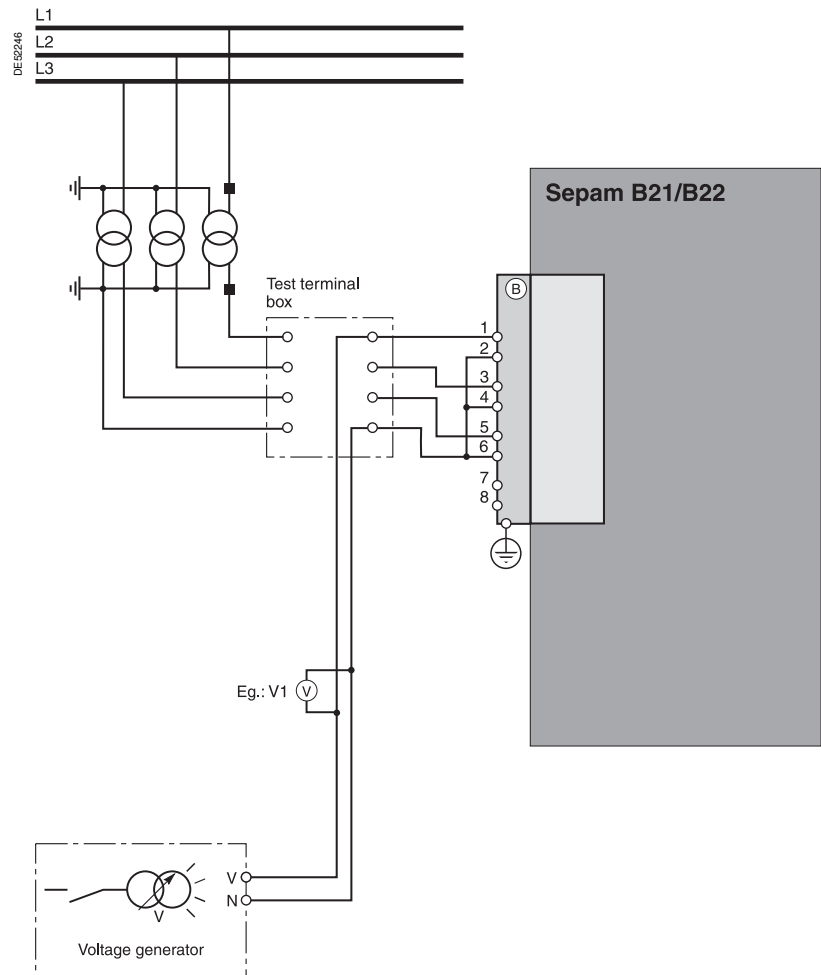 L1
DE52246
L2
L3
Sepam B21/B22
Test terminal
box
B
1
2
3
4
5
6
7
8
Eg.: V1
V
V
N
V
Voltage generator